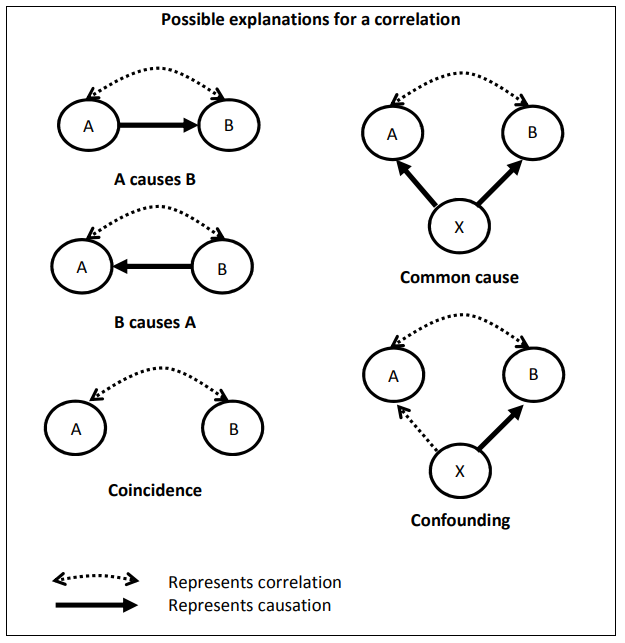 Possible explanations for a correlation
A
B
A causes B
A
B
B causes A
A
B
Coincidence
A
B
X
Common cause
A
B
X
Confounding
Represents correlation
Represents causation